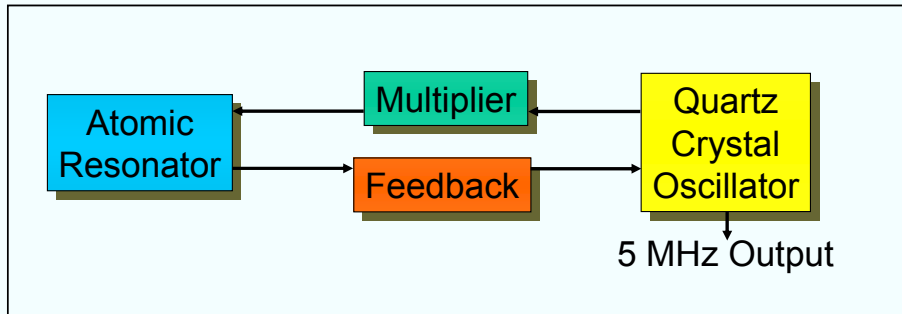 Atomic
Resonator
Multiplier
Feedback
Quartz
Crystal
Oscillator
5 MHz Output